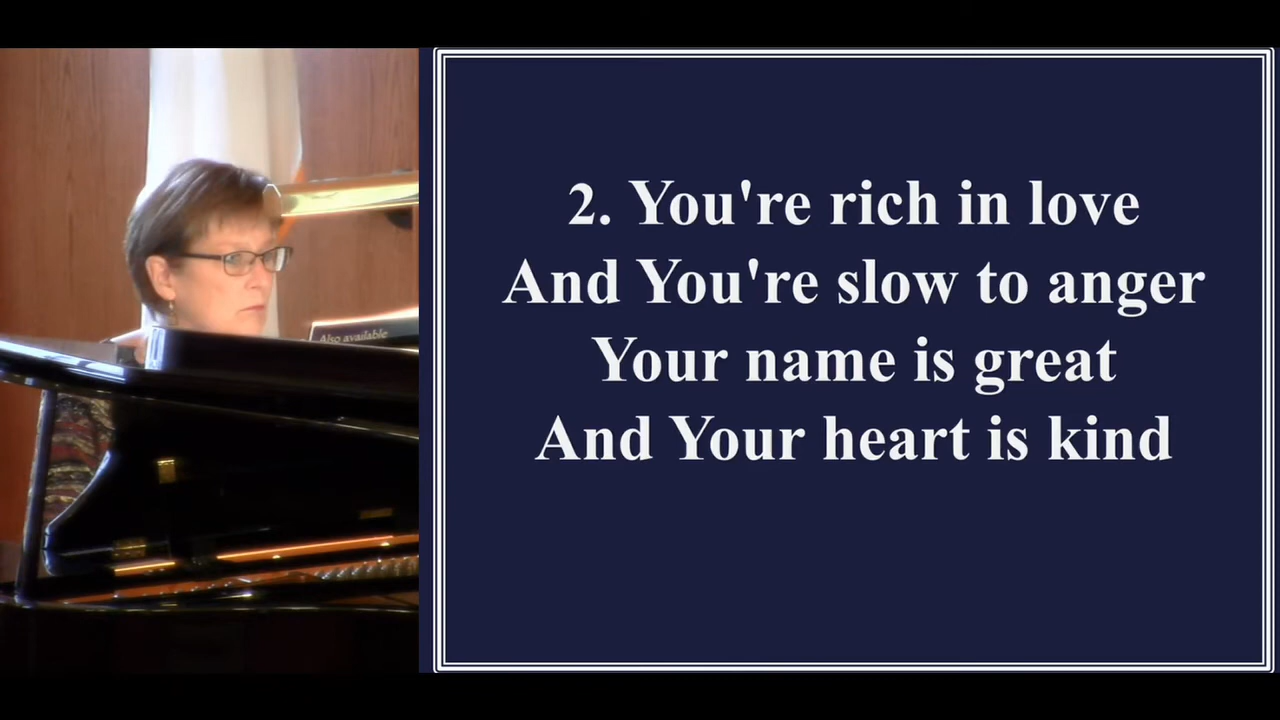 Also available
2. You're rich in love
And You're slow to anger
Your name is great
And Your heart is kind